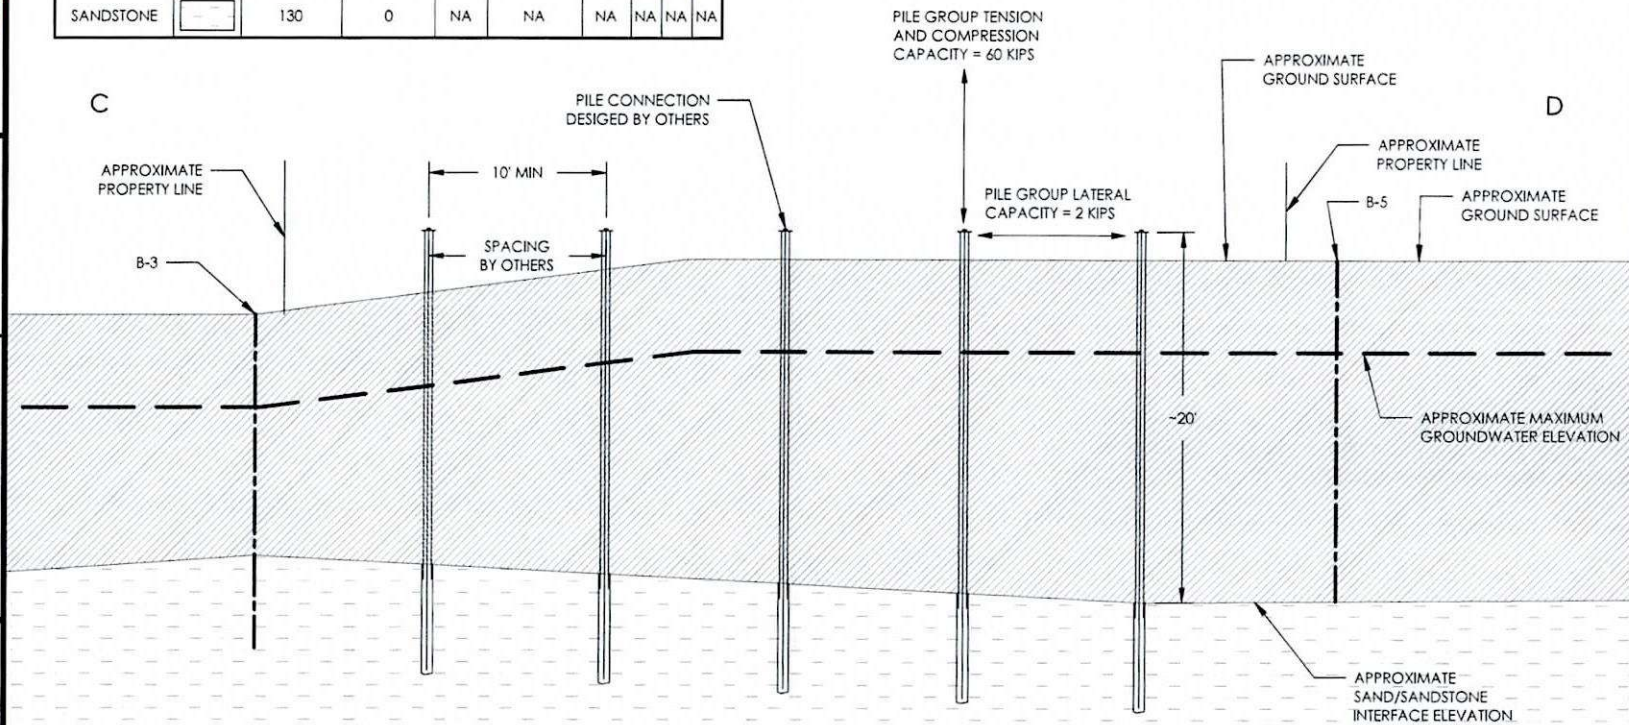 SANDSTONE 130 0 NA NA NA NA NA NA
PILE GROUP TENSION
AND COMPRESSION
CAPACITY = 60 KIPS
APPROXIMATE
GROUND SURFACE
C
PILE CONNECTION
DESIGED BY OTHERS
D
APPROXIMATE
PROPERTY LINE
APPROXIMATE
PROPERTY LINE
10' MIN
PILE GROUP LATERAL
CAPACITY = 2 KIPS
B-5
APPROXIMATE
GROUND SURFACE
B-3
SPACING
BY OTHERS
~20'
APPROXIMATE MAXIMUM
GROUNDWATER ELEVATION
APPROXIMATE
SAND/SANDSTONE
INTERFACE ELEVATION